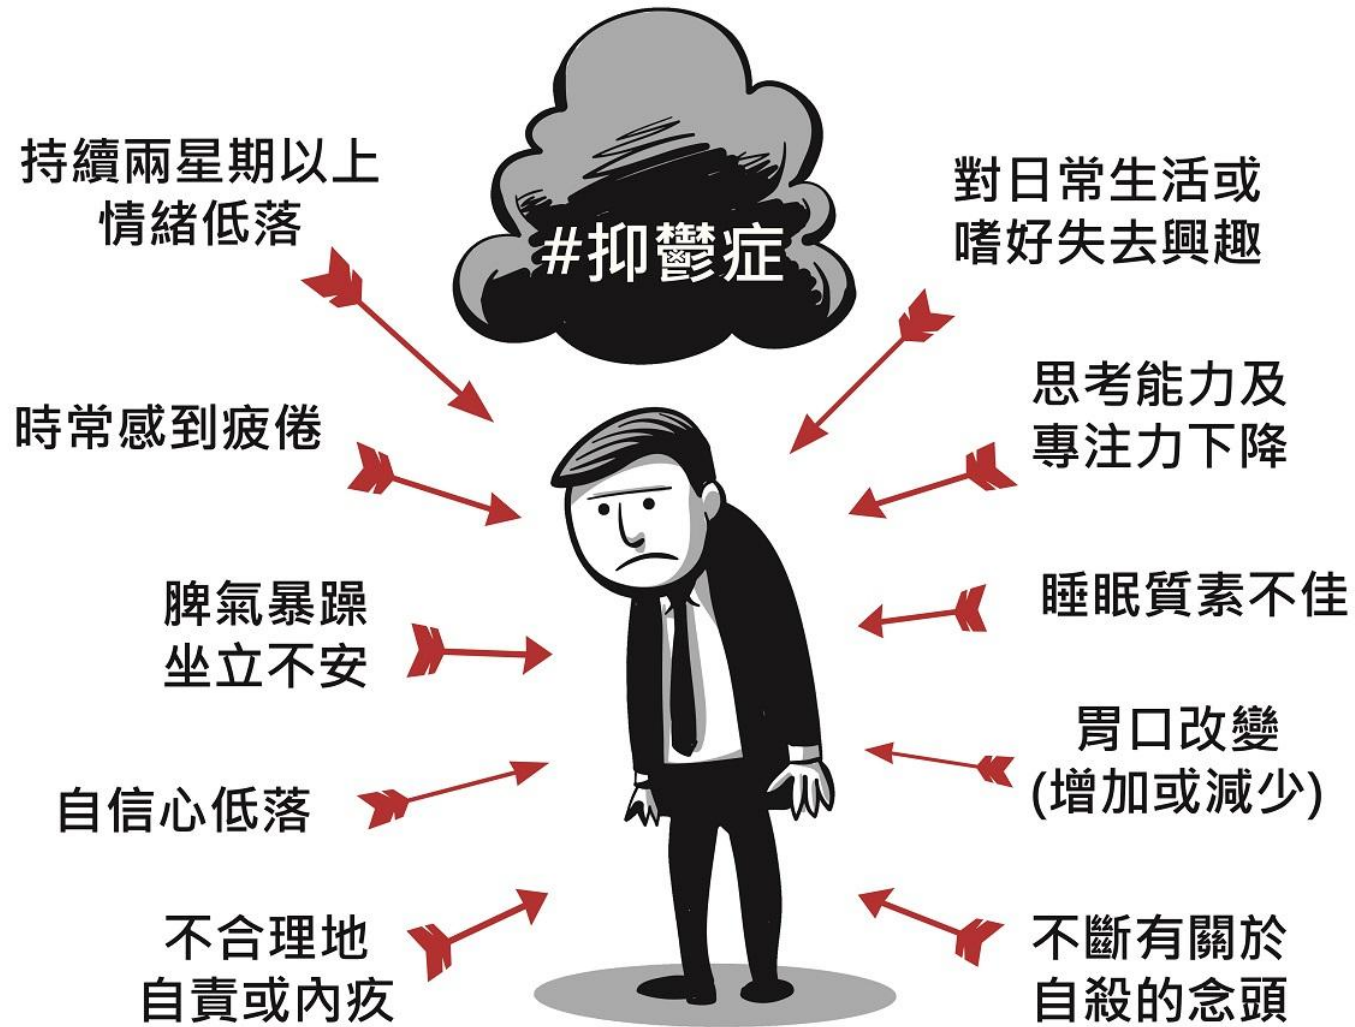 #抑鬱症
持續兩星期以上
情緒低落
時常感到疲倦
脾氣暴躁
坐立不安
自信心低落
不合理地
自責或內疚
對日常生活或
嗜好失去興趣
思考能力及
專注力下降
睡眠質素不佳
胃口改變
(增加或減少)
不斷有關於
自殺的念頭